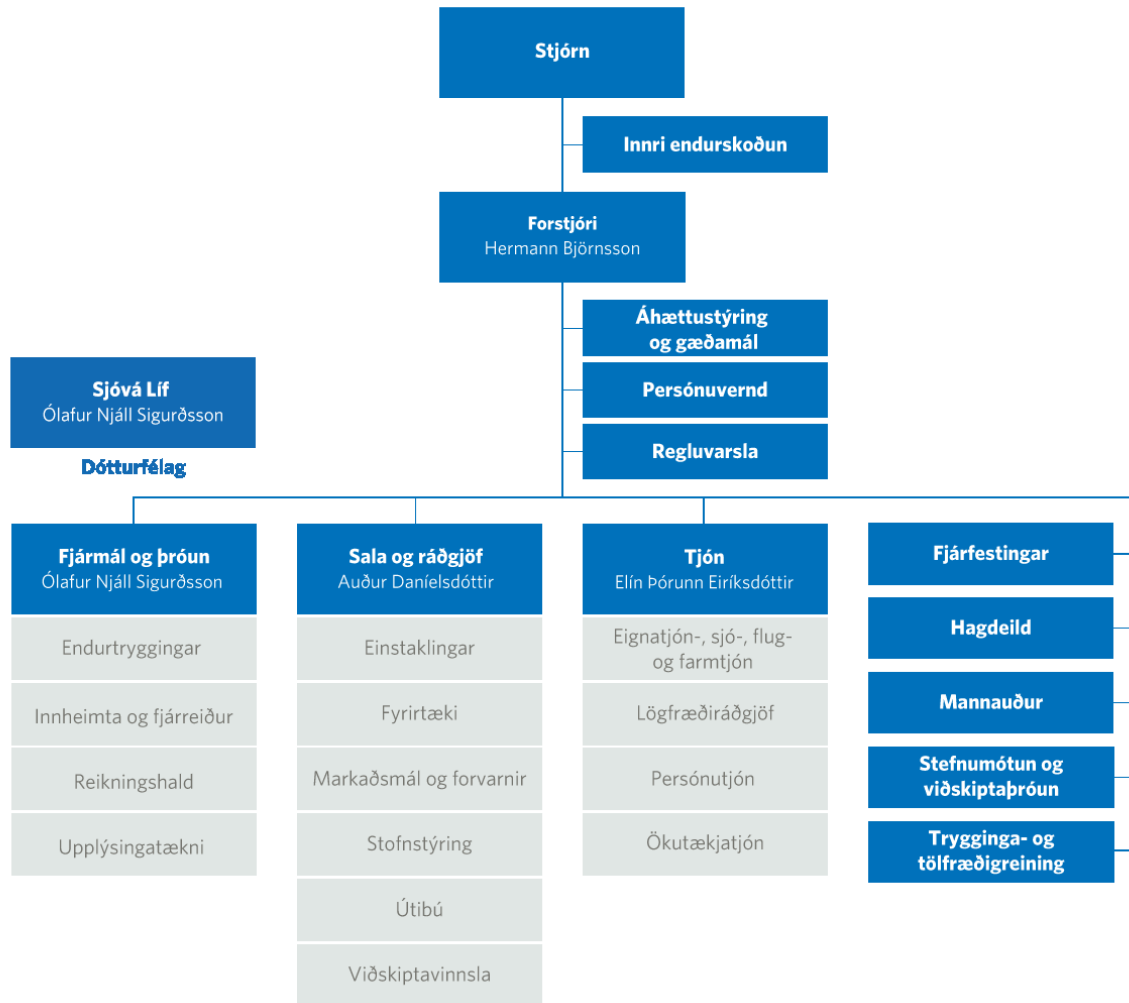 Stjórn
Innri endurskoðun
Forstjóri
Hermann Björnsson
Áhættustýring
og gæðamál
Persónuvernd
Regluvarsla
Sjóvá Líf
Ólafur Njáll Sigurðsson
Dótturfélag
Fjármál og þróun
Ólafur Njáll Sigurðsson
Endurtryggingar
Innheimta og fjárreiður
Reikningshald
Upplýsingatækni
Sala og ráðgjöf
Auður Daníelsdóttir
Einstaklingar
Fyrirtæki
Markaðsmál og forvarnir
Stofnstýring
Útibú
Viðskiptavinnsla
Tjón
Elín Þórunn Eiríksdóttir
Eignatjón-, sjó-, flug-
og farmtjón
Lögfræðiráðgjöf
Persónutjón
Ökutækjatjón
Fjárfestingar
Hagdeild
Mannauður
Stefnumótun og
viðskiptaþróun
Trygginga- og
tölfræðigreining